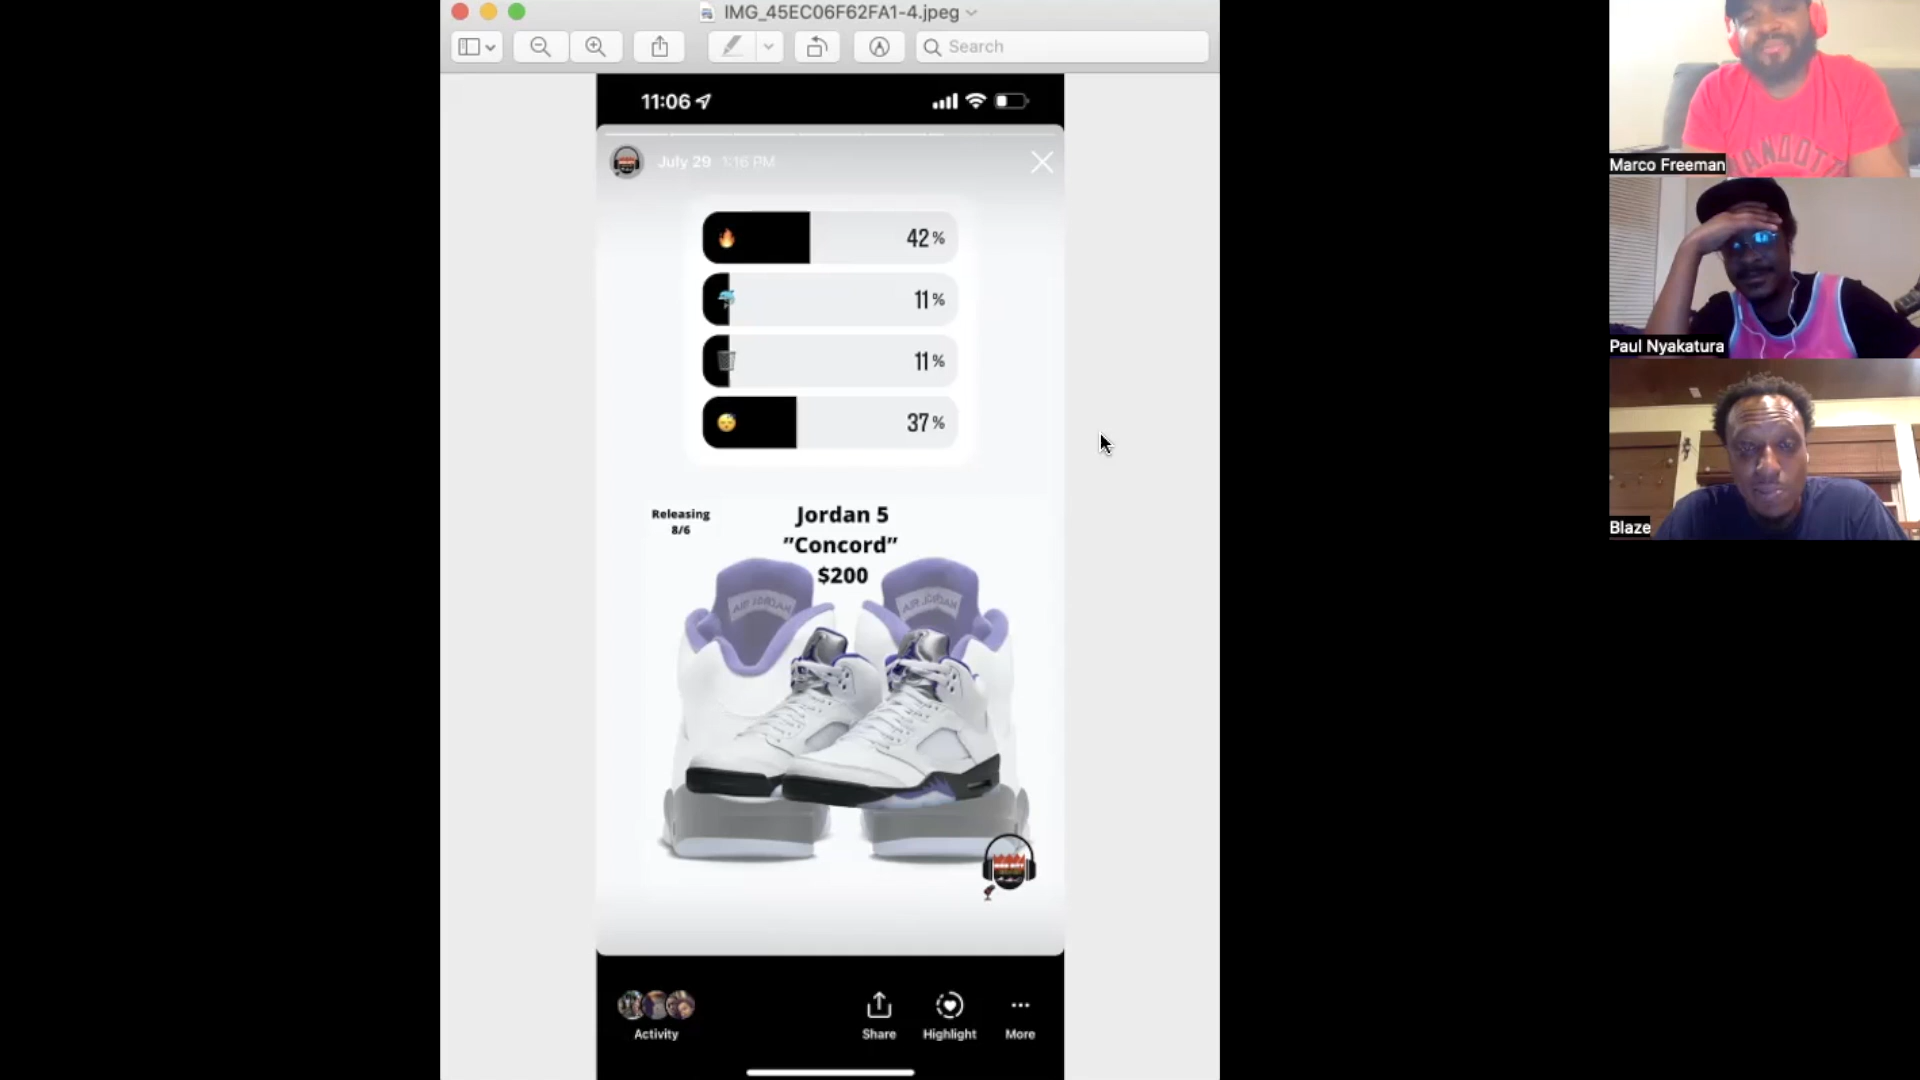 IMG_45EC06F62FA1-4.jpeg
Search
11:06
July 29 1:16 PM
42%
11%
11%
37%
Releasing
8/6
Jordan 5
"Concord"
$200
AIR JORDAN
AIR JORDAN
Activity
Share
Highlight
More
Marco Freeman
Paul Nyakatura
Blaze